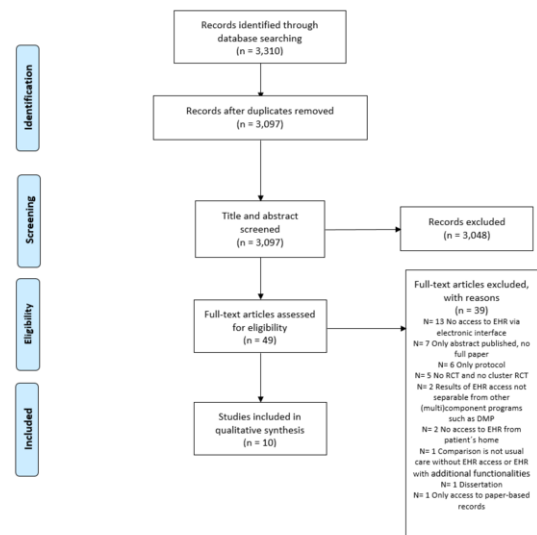 Identification
Records identified through
database searching
(n = 3,310)
Records after duplicates removed
(n = 3,097)
Screening
Title and abstract
screened
(n = 3,097)
Records excluded
(n = 3,048)
Eligibility
Full-text articles assessed
for eligibility
(n = 49)
Full-text articles excluded,
with reasons
(n = 39)
N= 13 No access to EHR via
electronic interface
N= 7 Only abstract published, no
full paper
N= 6 Only protocol
N= 5 No RCT and no cluster RCT
N= 2 Results of EHR access not
separable from other
(multi)component programs
such as DMP
N= 2 No access to EHR from
patient´s home
N= 1 Comparison is not usual
care without EHR access or EHR
with additional functionalities
N= 1 Dissertation
N= 1 Only access to paper-based
records
Included
Studies included in
qualitative synthesis
(n = 10)